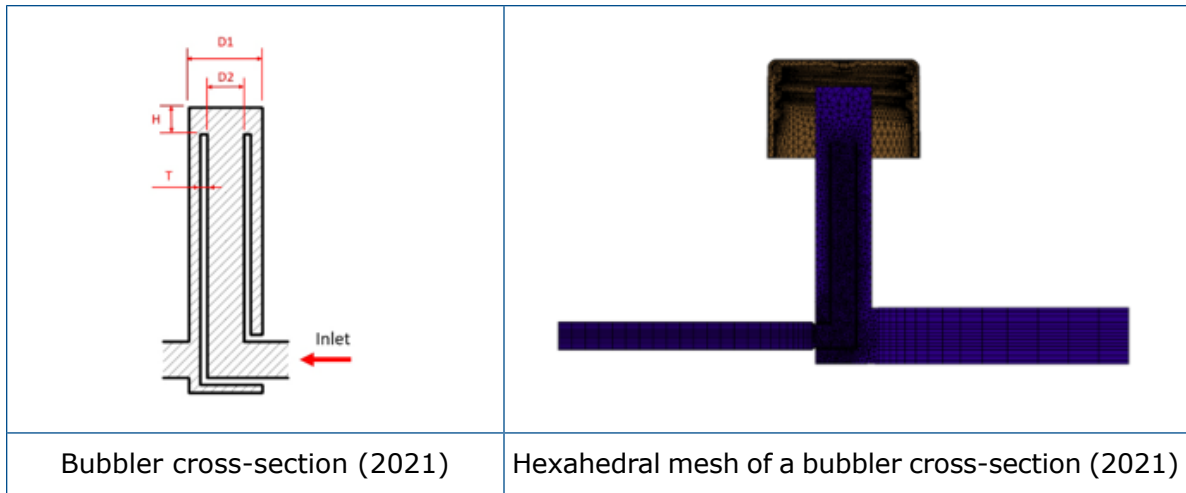 D1
D2
H
T
Inlet
Bubbler cross-section (2021)
Hexahedral mesh of a bubbler cross-section (2021)